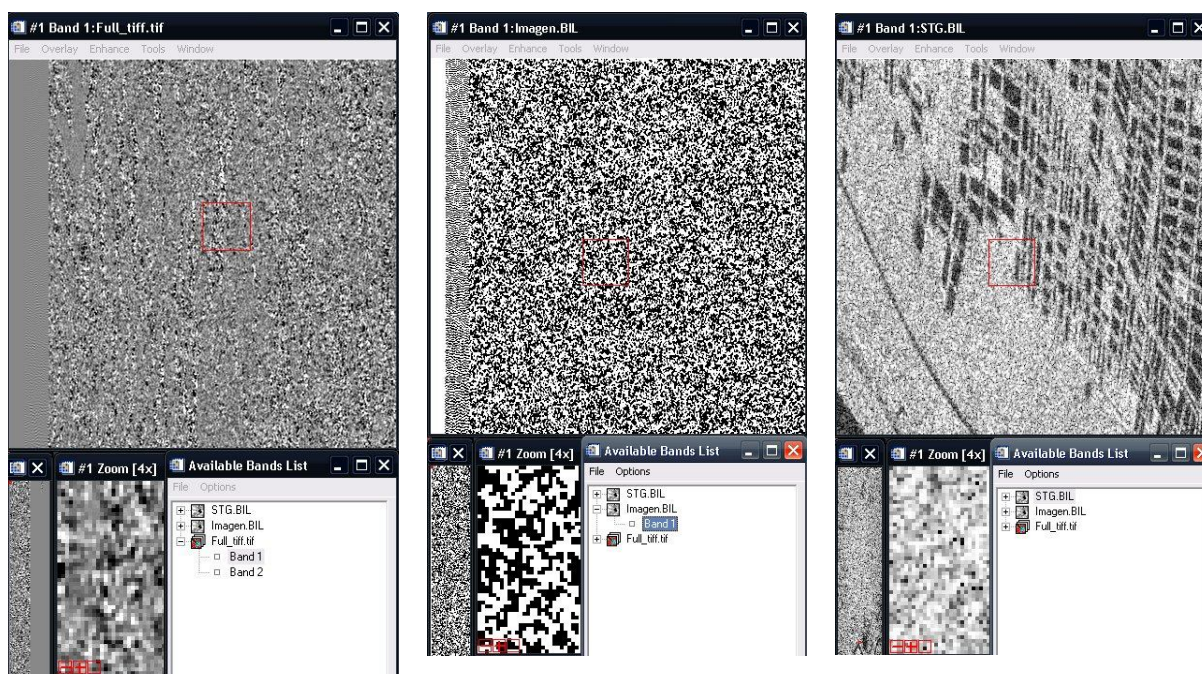 #1 Band 1:Full_tiff.tif
File Overlay Enhance Tools Window
#1 Zoom [4x]
Available Bands List
File Options
STG.BIL
Imagen.BIL
Full_tiff.tif
Band 1
Band 2
#1 Band 1:Imagen.BIL
File Overlay Enhance Tools Window
#1 Zoom [4x]
Available Bands List
File Options
STG.BIL
Imagen.BIL
Band 1
Full_tiff.tif
#1 Band 1:STG.BIL
File Overlay Enhance Tools Window
#1 Zoom [4x]
Available Bands List
File Options
STG.BIL
Imagen.BIL
Full_tiff.tif